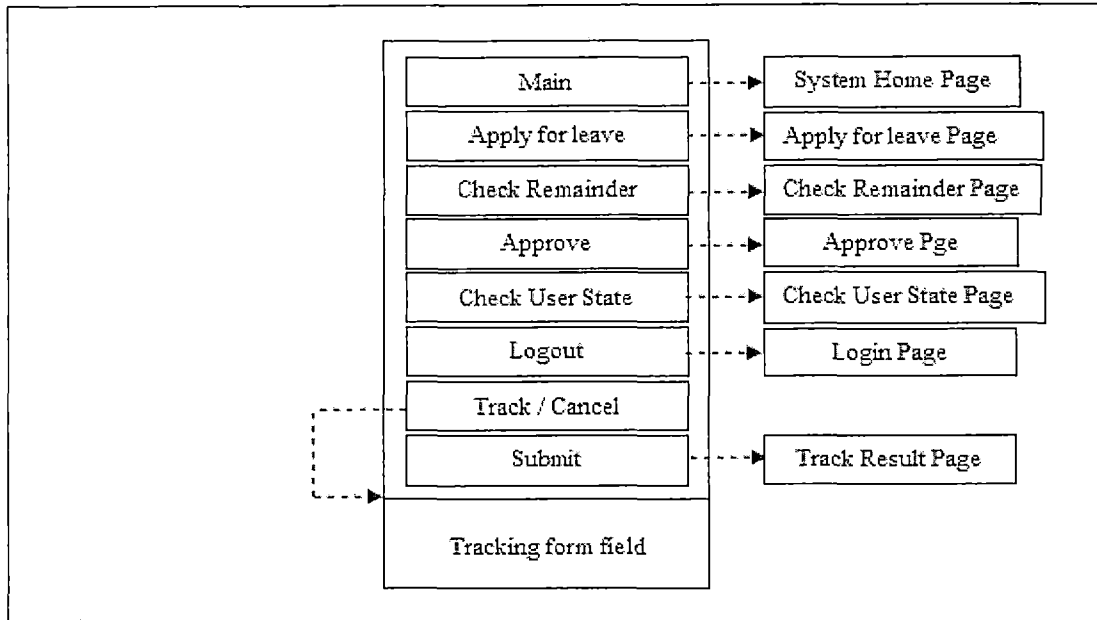 Main
System Home Page
Apply for leave
Apply for leave Page
Check Remainder
Check Remainder Page
Approve
Approve Pge
Check User State
Check User State Page
Logout
Login Page
Track / Cancel
Submit
Track Result Page
Tracking form field